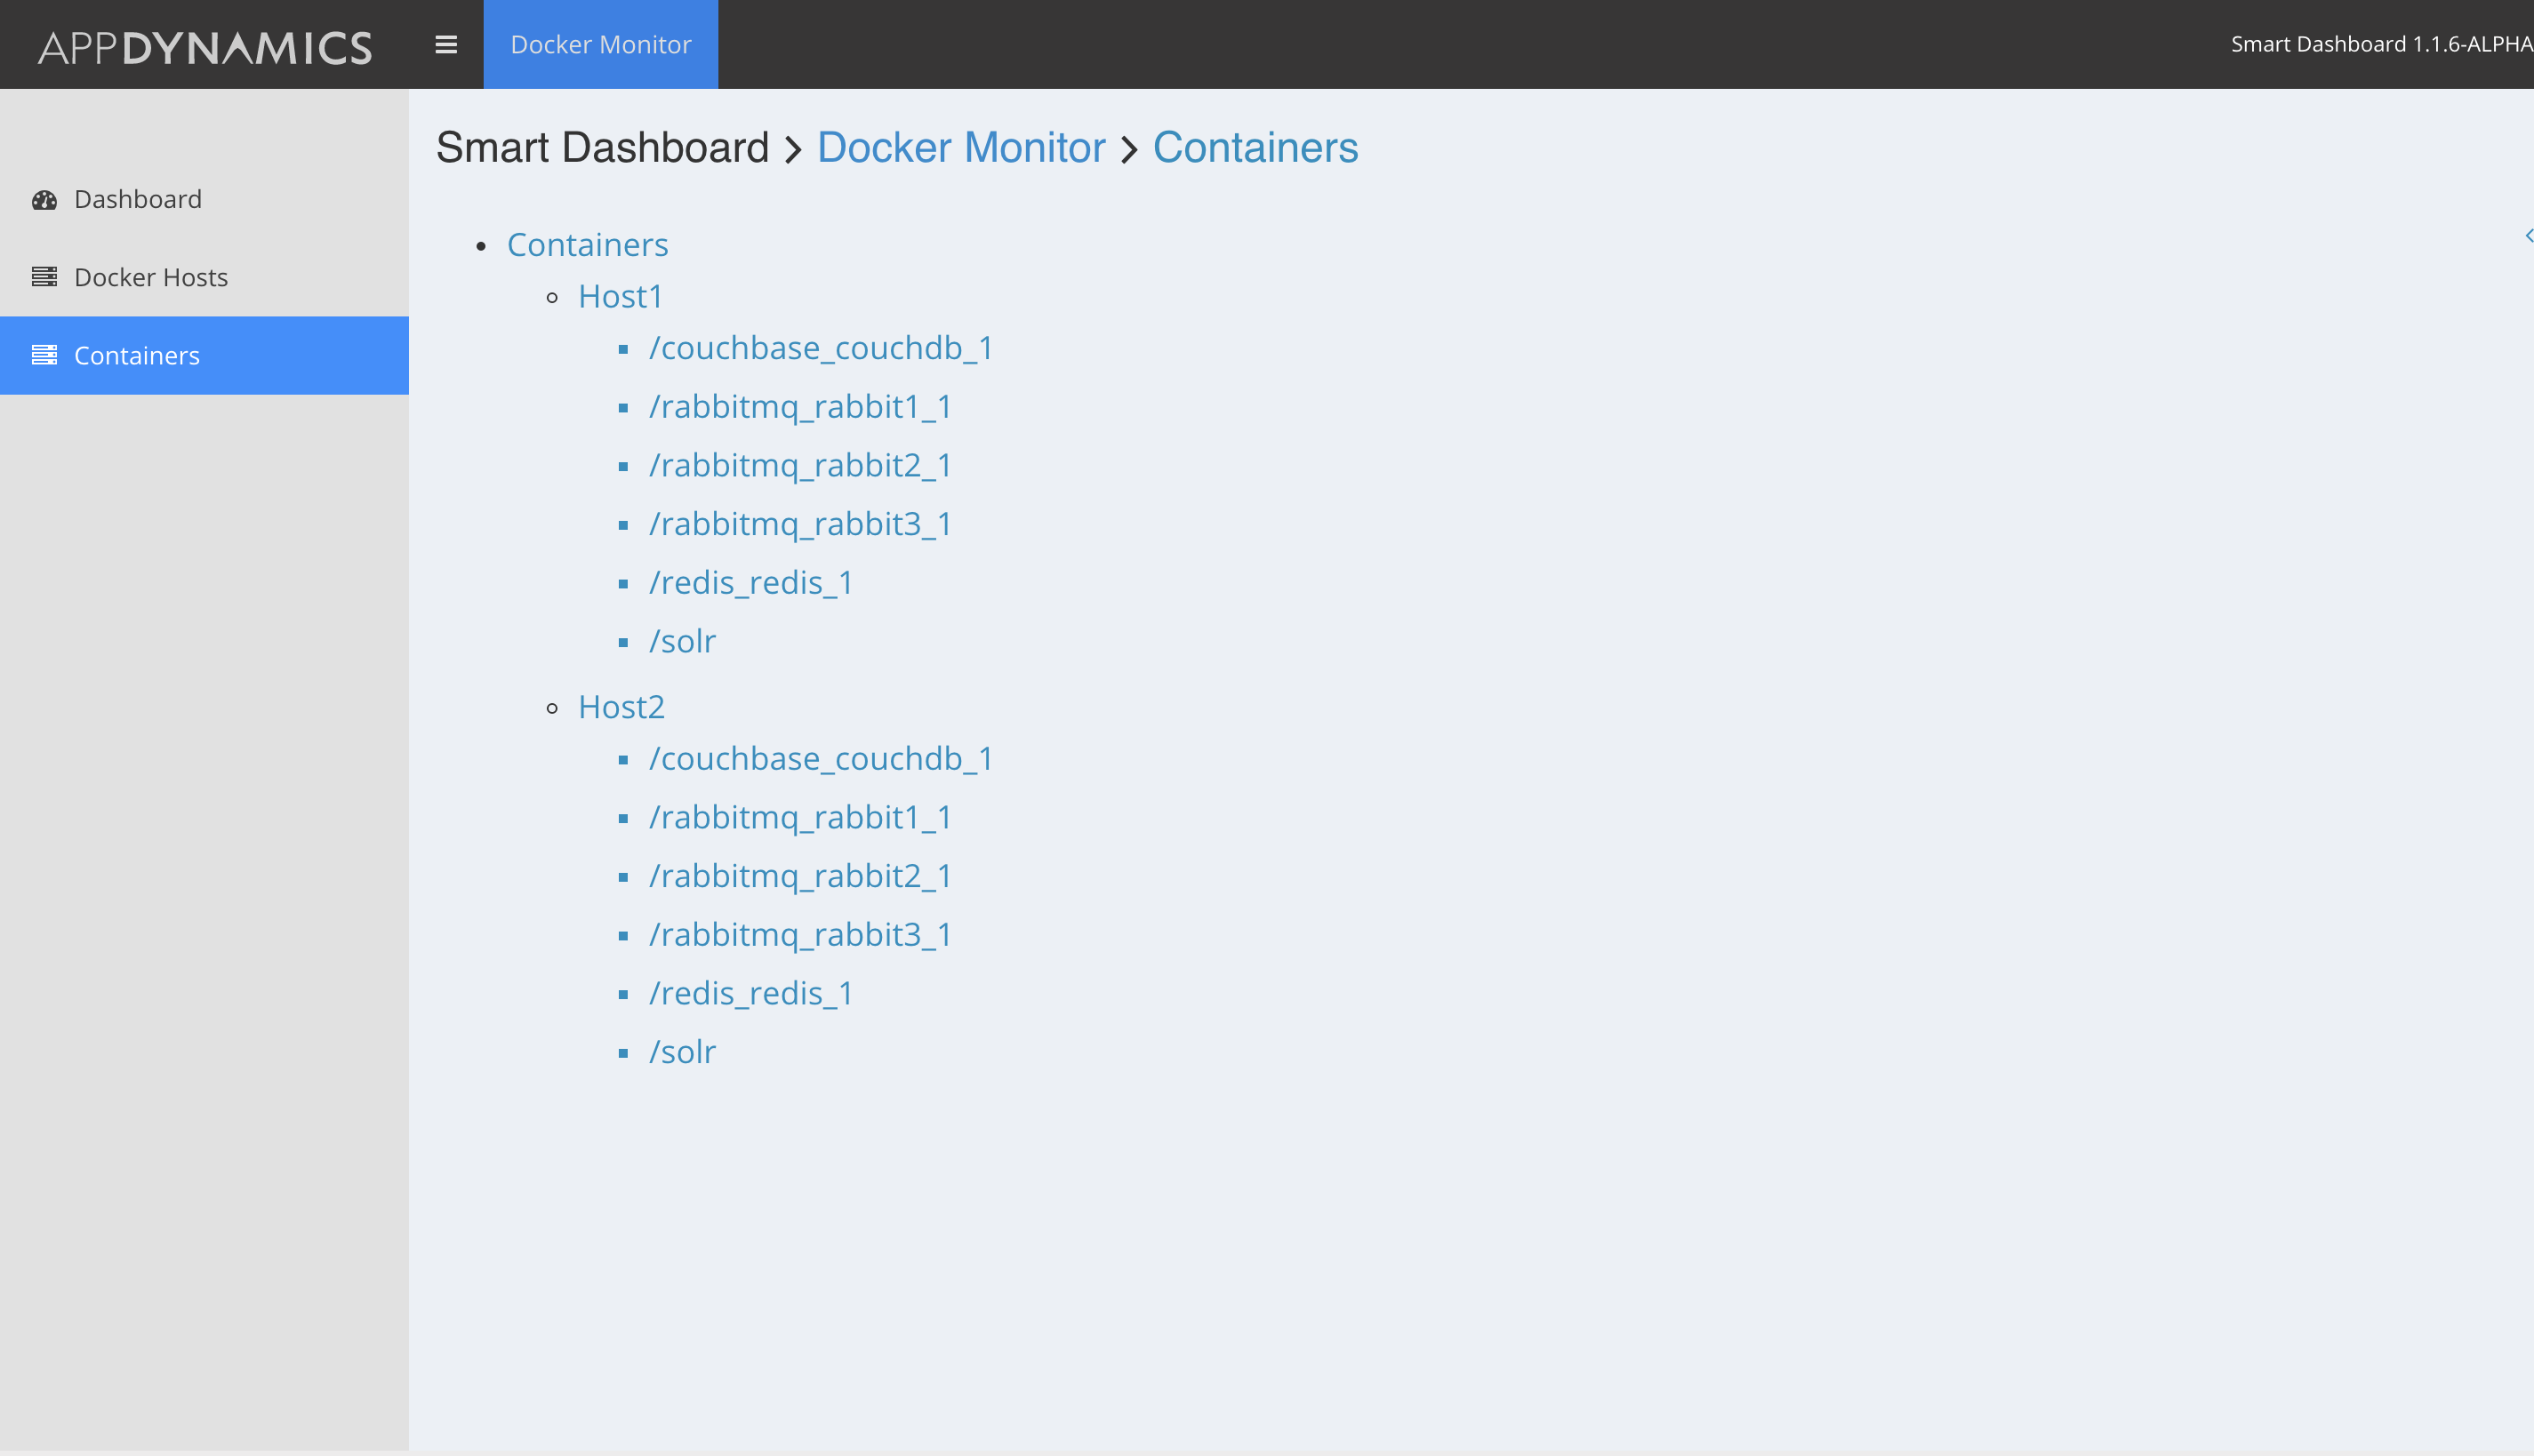 APPDYNAMICS
Docker Monitor
Smart Dashboard 1.1.6-ALPHA
Smart Dashboard > Docker Monitor > Containers
Dashboard
Docker Hosts
Containers
Containers
Host1
/couchbase_couchdb_1
/rabbitmq_rabbit1_1
/rabbitmq_rabbit2_1
/rabbitmq_rabbit3_1
/redis_redis_1
/solr
Host2
/couchbase_couchdb_1
/rabbitmq_rabbit1_1
/rabbitmq_rabbit2_1
/rabbitmq_rabbit3_1
/redis_redis_1
/solr